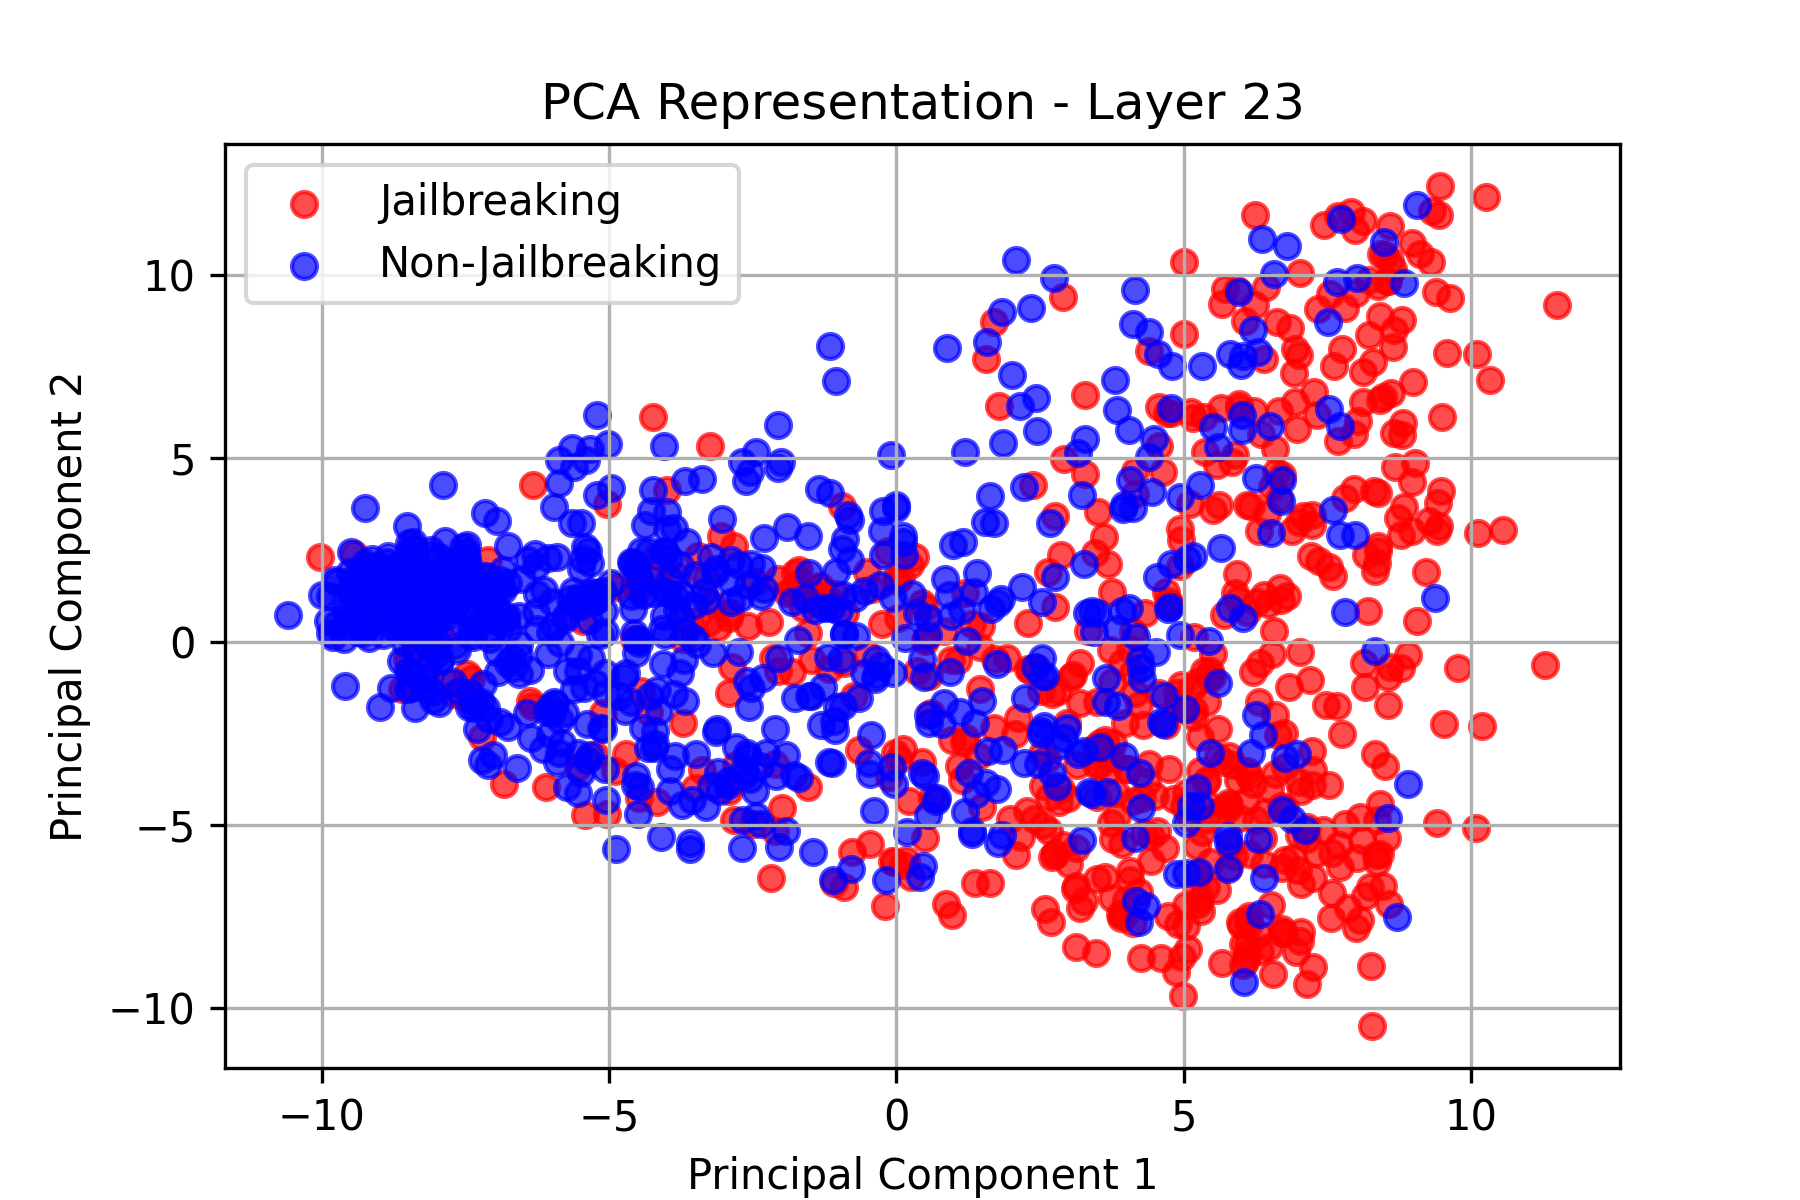 PCA Representation - Layer 23
Jailbreaking
Non-Jailbreaking
10
5
0
−5
−10
Principal Component 2
−10
−5
0
5
10
Principal Component 1